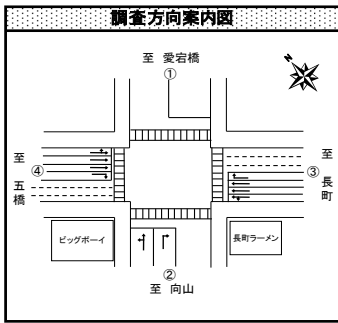 調査方向案内図
至 愛宕橋
①
N
至
④
五
橋
至
③
長
町
ビッグボーイ
長町ラーメン
②
至 向山